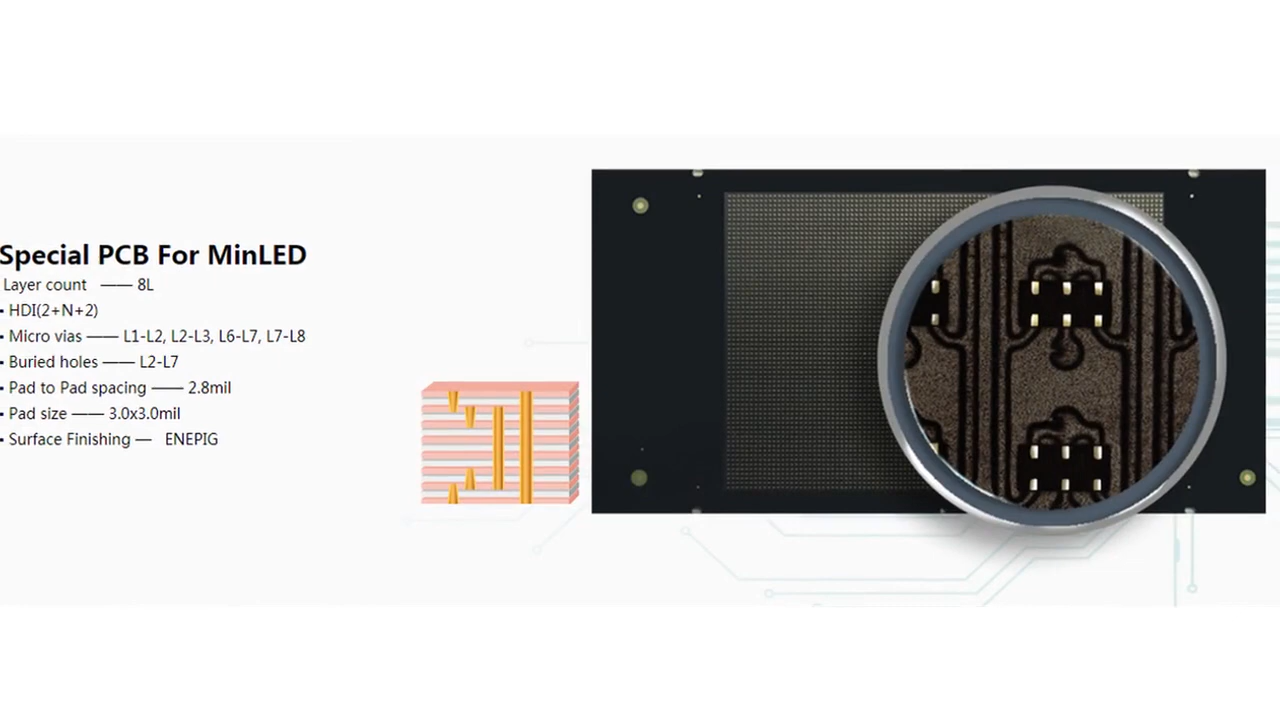 Special PCB For MinLED
Layer count —— 8L
▪ HDI(2+N+2)
▪ Micro vias —— L1-L2, L2-L3, L6-L7, L7-L8
▪ Buried holes —— L2-L7
▪ Pad to Pad spacing —— 2.8mil
▪ Pad size —— 3.0x3.0mil
▪ Surface Finishing — ENEPIG